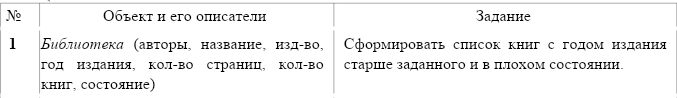 № Объект и его описатели Задание
1 Библиотека (авторы, название, изд-во, Сформировать список книг с годом издания
год издания, кол-во страниц, кол-во старше заданного и в плохом состоянии.
книг, состояние)